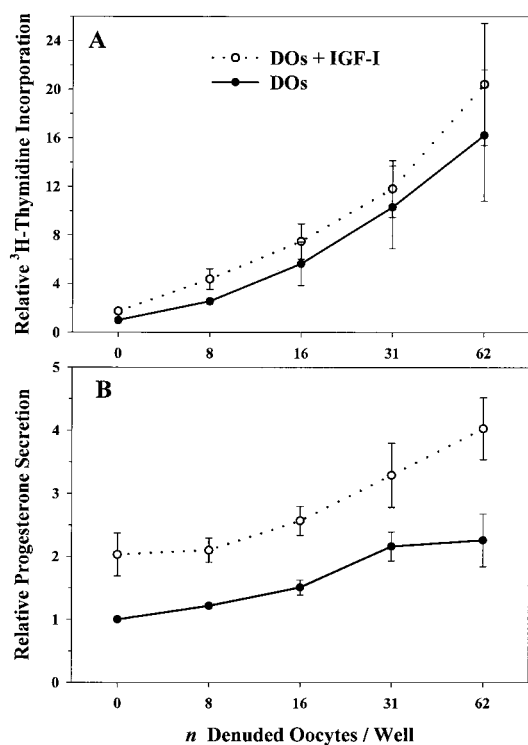 A
DOs + IGF-I
DOs
Relative ³H-Thymidine Incorporation
24
20
16
12
8
4
0
0 8 16 31 62
B
Relative Progesterone Secretion
5
4
3
2
1
0
0 8 16 31 62
n Denuded Oocytes / Well